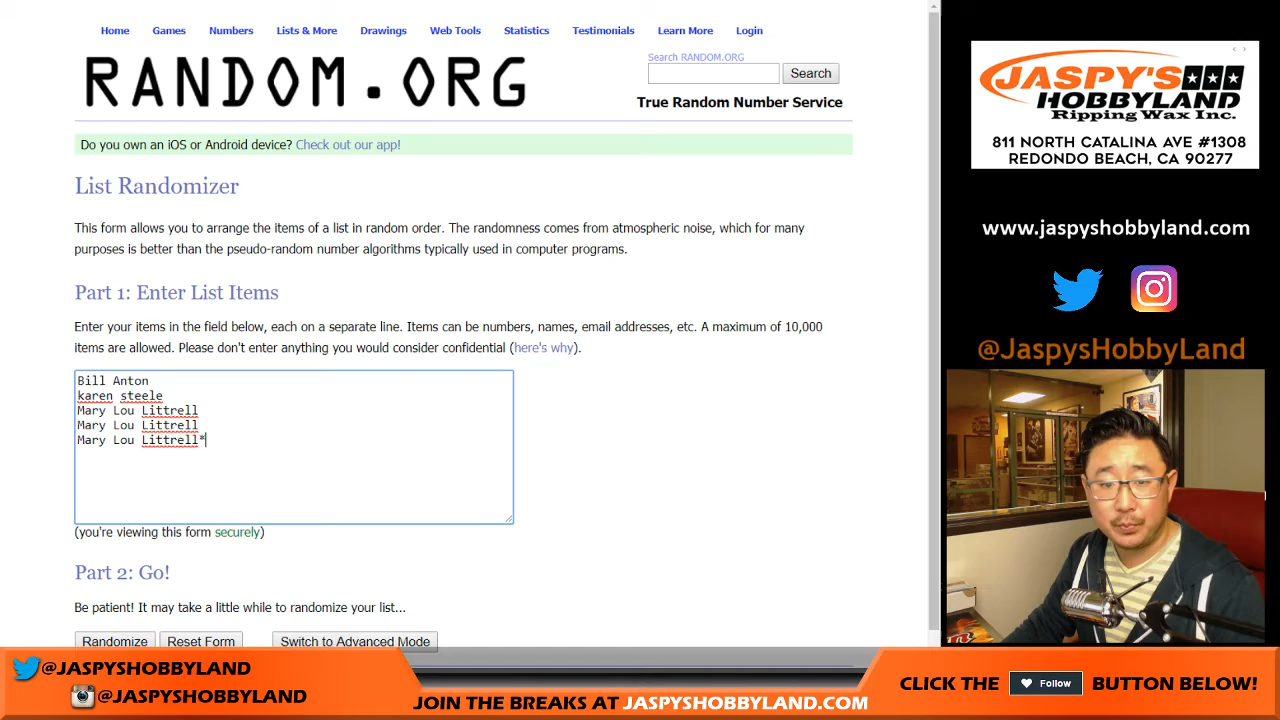 Home Games Numbers Lists & More Drawings Web Tools Statistics Testimonials Learn More Login
RANDOM.ORG
Search RANDOM.ORG
Search
True Random Number Service
Do you own an iOS or Android device? Check out our app!
List Randomizer
This form allows you to arrange the items of a list in random order. The randomness comes from atmospheric noise, which for many
purposes is better than the pseudo-random number algorithms typically used in computer programs.
Part 1: Enter List Items
Enter your items in the field below, each on a separate line. Items can be numbers, names, email addresses, etc. A maximum of 10,000
items are allowed. Please don't enter anything you would consider confidential (here's why).
Bill Anton
karen steele
Mary Lou Littrell
Mary Lou Littrell
Mary Lou Littrell*
(you're viewing this form securely)
Part 2: Go!
Be patient! It may take a little while to randomize your list...
Randomize Reset Form Switch to Advanced Mode
JASPY'S
HOBBYLAND
Ripping Wax Inc.
811 NORTH CATALINA AVE #1308
REDONDO BEACH, CA 90277
www.jaspyshobbyland.com
@JaspysHobbyLand
@JASPYSHOBBYLAND
@JASPYSHOBBYLAND
JOIN THE BREAKS AT JASPYSHOBBYLAND.COM
CLICK THE Follow BUTTON BELOW!